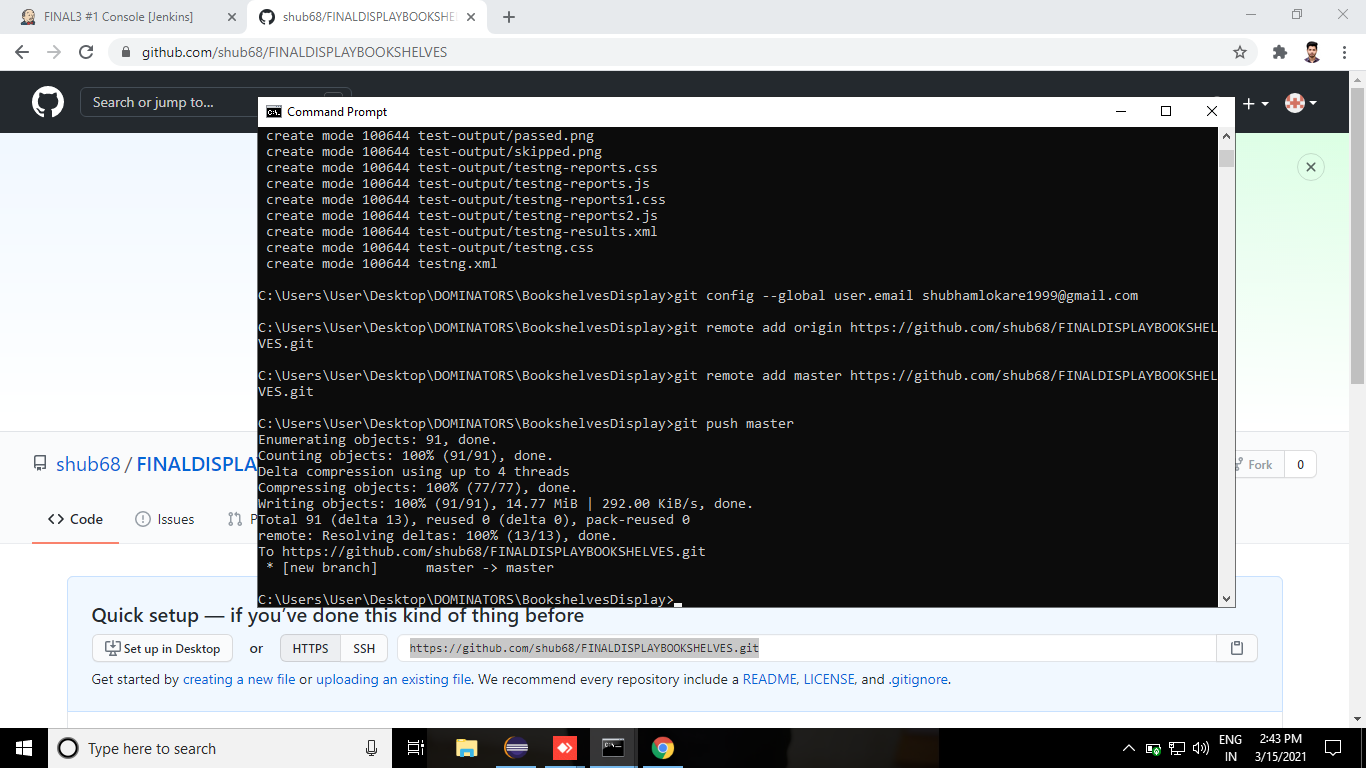 FINAL3 #1 Console [Jenkins]
shub68/FINALDISPLAYBOOKSHE
github.com/shub68/FINALDISPLAYBOOKSHELVES
Search or jump to...
Command Prompt
create mode 100644 test-output/passed.png
create mode 100644 test-output/skipped.png
create mode 100644 test-output/testng-reports.css
create mode 100644 test-output/testng-reports.js
create mode 100644 test-output/testng-reports1.css
create mode 100644 test-output/testng-reports2.js
create mode 100644 test-output/testng-results.xml
create mode 100644 test-output/testng.css
create mode 100644 testng.xml
C:\Users\User\Desktop\DOMINATORS\BookshelvesDisplay>git config --global user.email shubhamlokare1999@gmail.com
C:\Users\User\Desktop\DOMINATORS\BookshelvesDisplay>git remote add origin https://github.com/shub68/FINALDISPLAYBOOKSHEL
VES.git
C:\Users\User\Desktop\DOMINATORS\BookshelvesDisplay>git remote add master https://github.com/shub68/FINALDISPLAYBOOKSHEL
VES.git
C:\Users\User\Desktop\DOMINATORS\BookshelvesDisplay>git push master
Enumerating objects: 91, done.
Counting objects: 100% (91/91), done.
Delta compression using up to 4 threads
Compressing objects: 100% (77/77), done.
Writing objects: 100% (91/91), 14.77 MiB | 292.00 KiB/s, done.
Total 91 (delta 13), reused 0 (delta 0), pack-reused 0
remote: Resolving deltas: 100% (13/13), done.
To https://github.com/shub68/FINALDISPLAYBOOKSHELVES.git
* [new branch]      master -> master
C:\Users\User\Desktop\DOMINATORS\BookshelvesDisplay>
shub68 / FINALDISPLA
Fork 0
Code Issues P
Quick setup — if you've done this kind of thing before
Set up in Desktop or HTTPS SSH https://github.com/shub68/FINALDISPLAYBOOKSHELVES.git
Get started by creating a new file or uploading an existing file. We recommend every repository include a README, LICENSE, and .gitignore.
Type here to search
ENG
IN
2:43 PM
3/15/2021